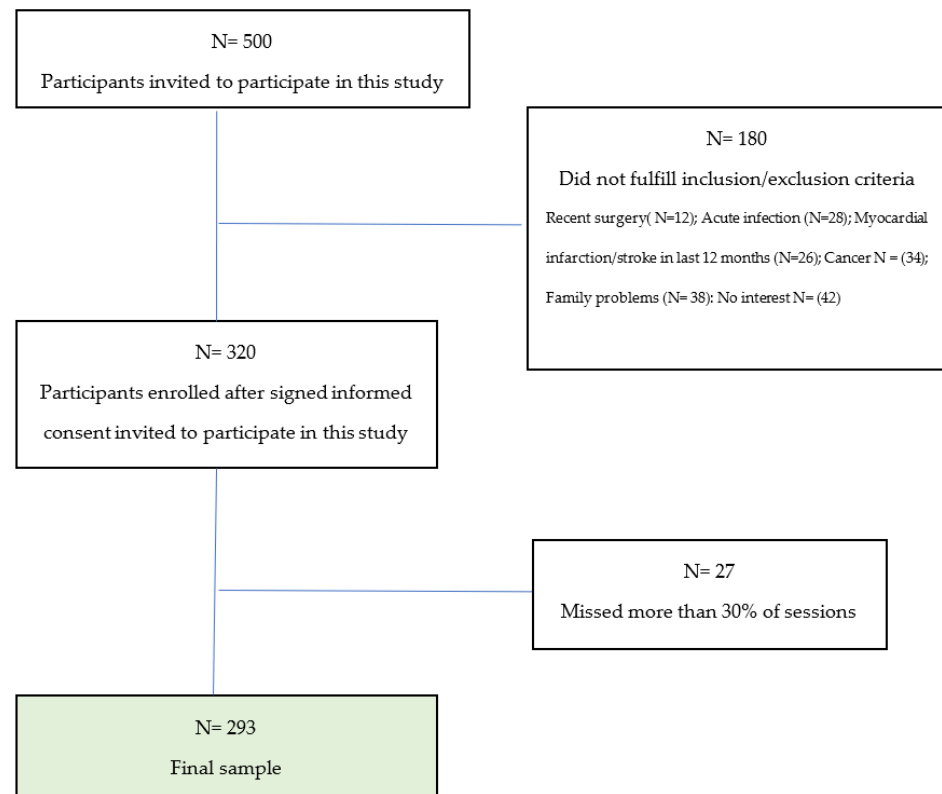 N= 500
Participants invited to participate in this study
N= 180
Did not fulfill inclusion/exclusion criteria
Recent surgery( N=12); Acute infection (N=28); Myocardial
infarction/stroke in last 12 months (N=26); Cancer N = (34);
Family problems (N= 38): No interest N= (42)
N= 320
Participants enrolled after signed informed
consent invited to participate in this study
N= 27
Missed more than 30% of sessions
N= 293
Final sample